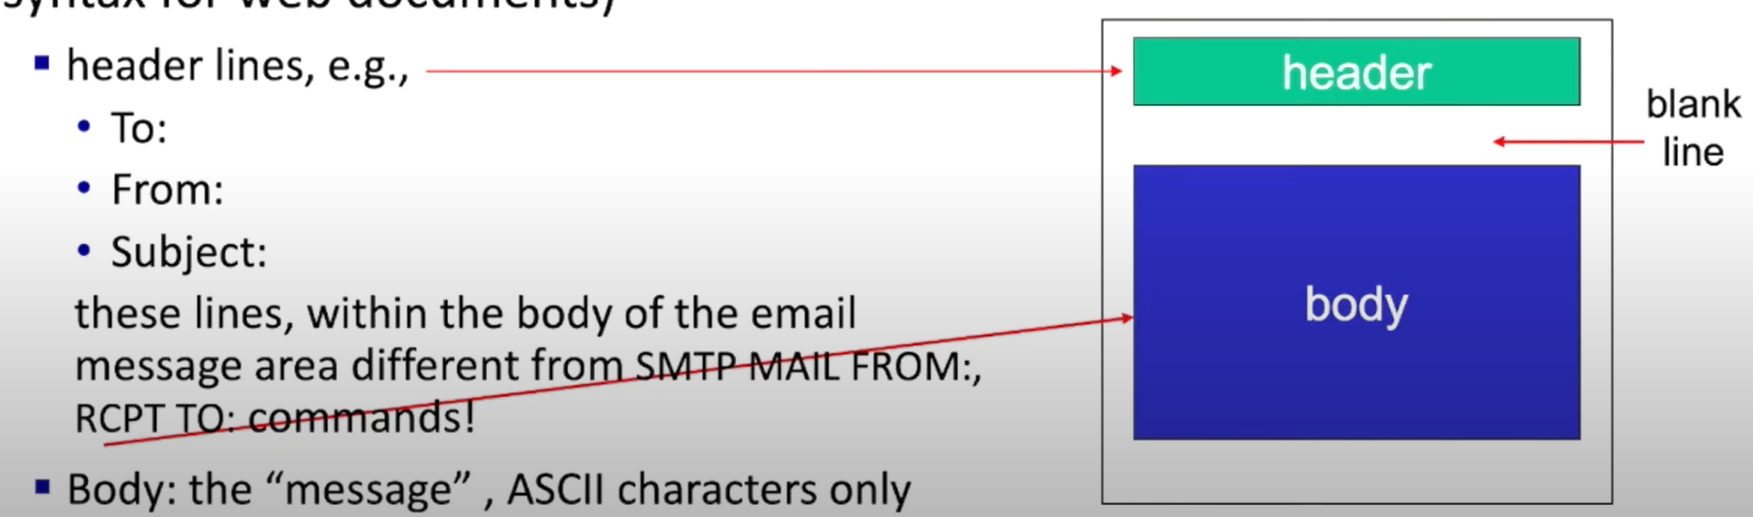 syntax for web documents)
header lines, e.g.,
To:
From:
Subject:
these lines, within the body of the email
message area different from SMTP MAIL FROM:,
RCPT TO: commands!
Body: the “message” , ASCII characters only
header
blank
line
body